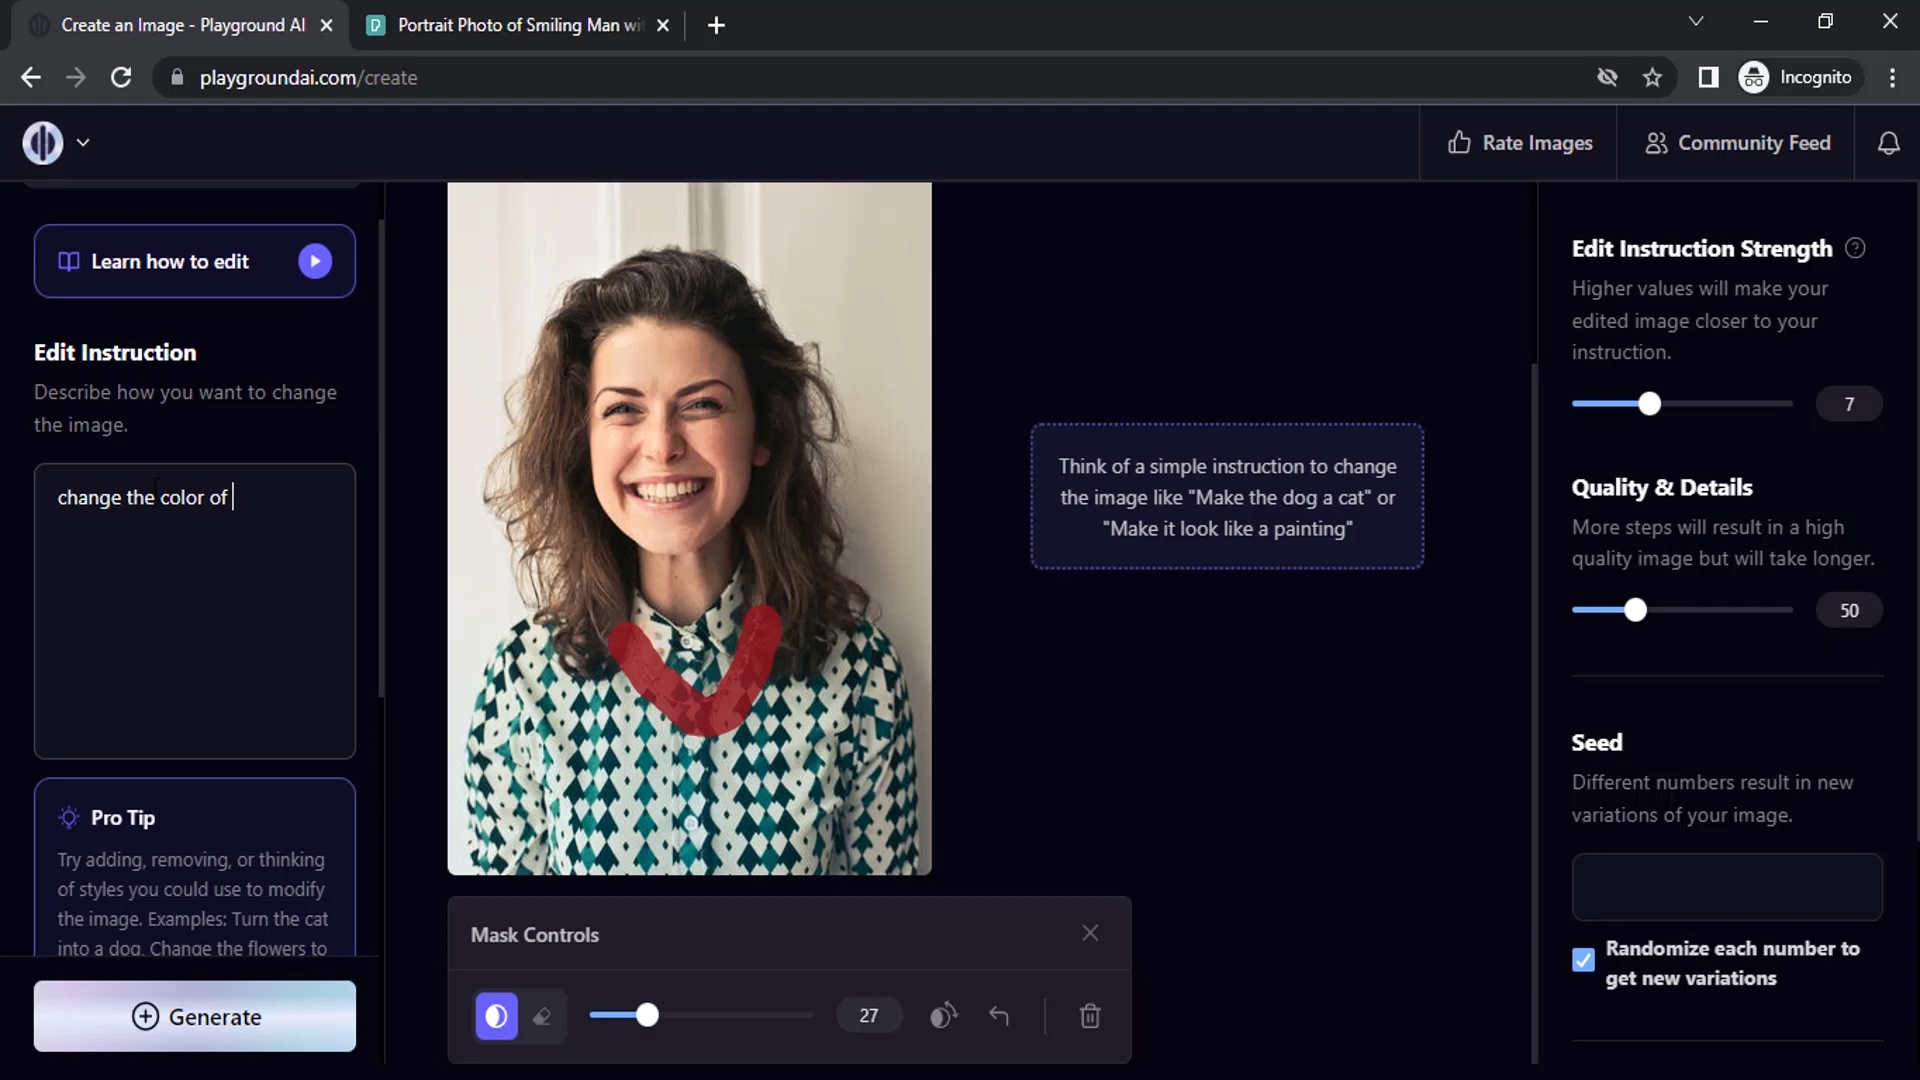 Create an Image - Playground AI
Portrait Photo of Smiling Man wi
playgroundai.com/create
Incognito
Rate Images
Community Feed
Learn how to edit
Edit Instruction
Describe how you want to change
the image.
change the color of
Pro Tip
Try adding, removing, or thinking
of styles you could use to modify
the image. Examples: Turn the cat
into a dog. Change the flowers to
Generate
Think of a simple instruction to change
the image like "Make the dog a cat" or
"Make it look like a painting"
Mask Controls
27
Edit Instruction Strength
Higher values will make your
edited image closer to your
instruction.
7
Quality & Details
More steps will result in a high
quality image but will take longer.
50
Seed
Different numbers result in new
variations of your image.
Randomize each number to
get new variations